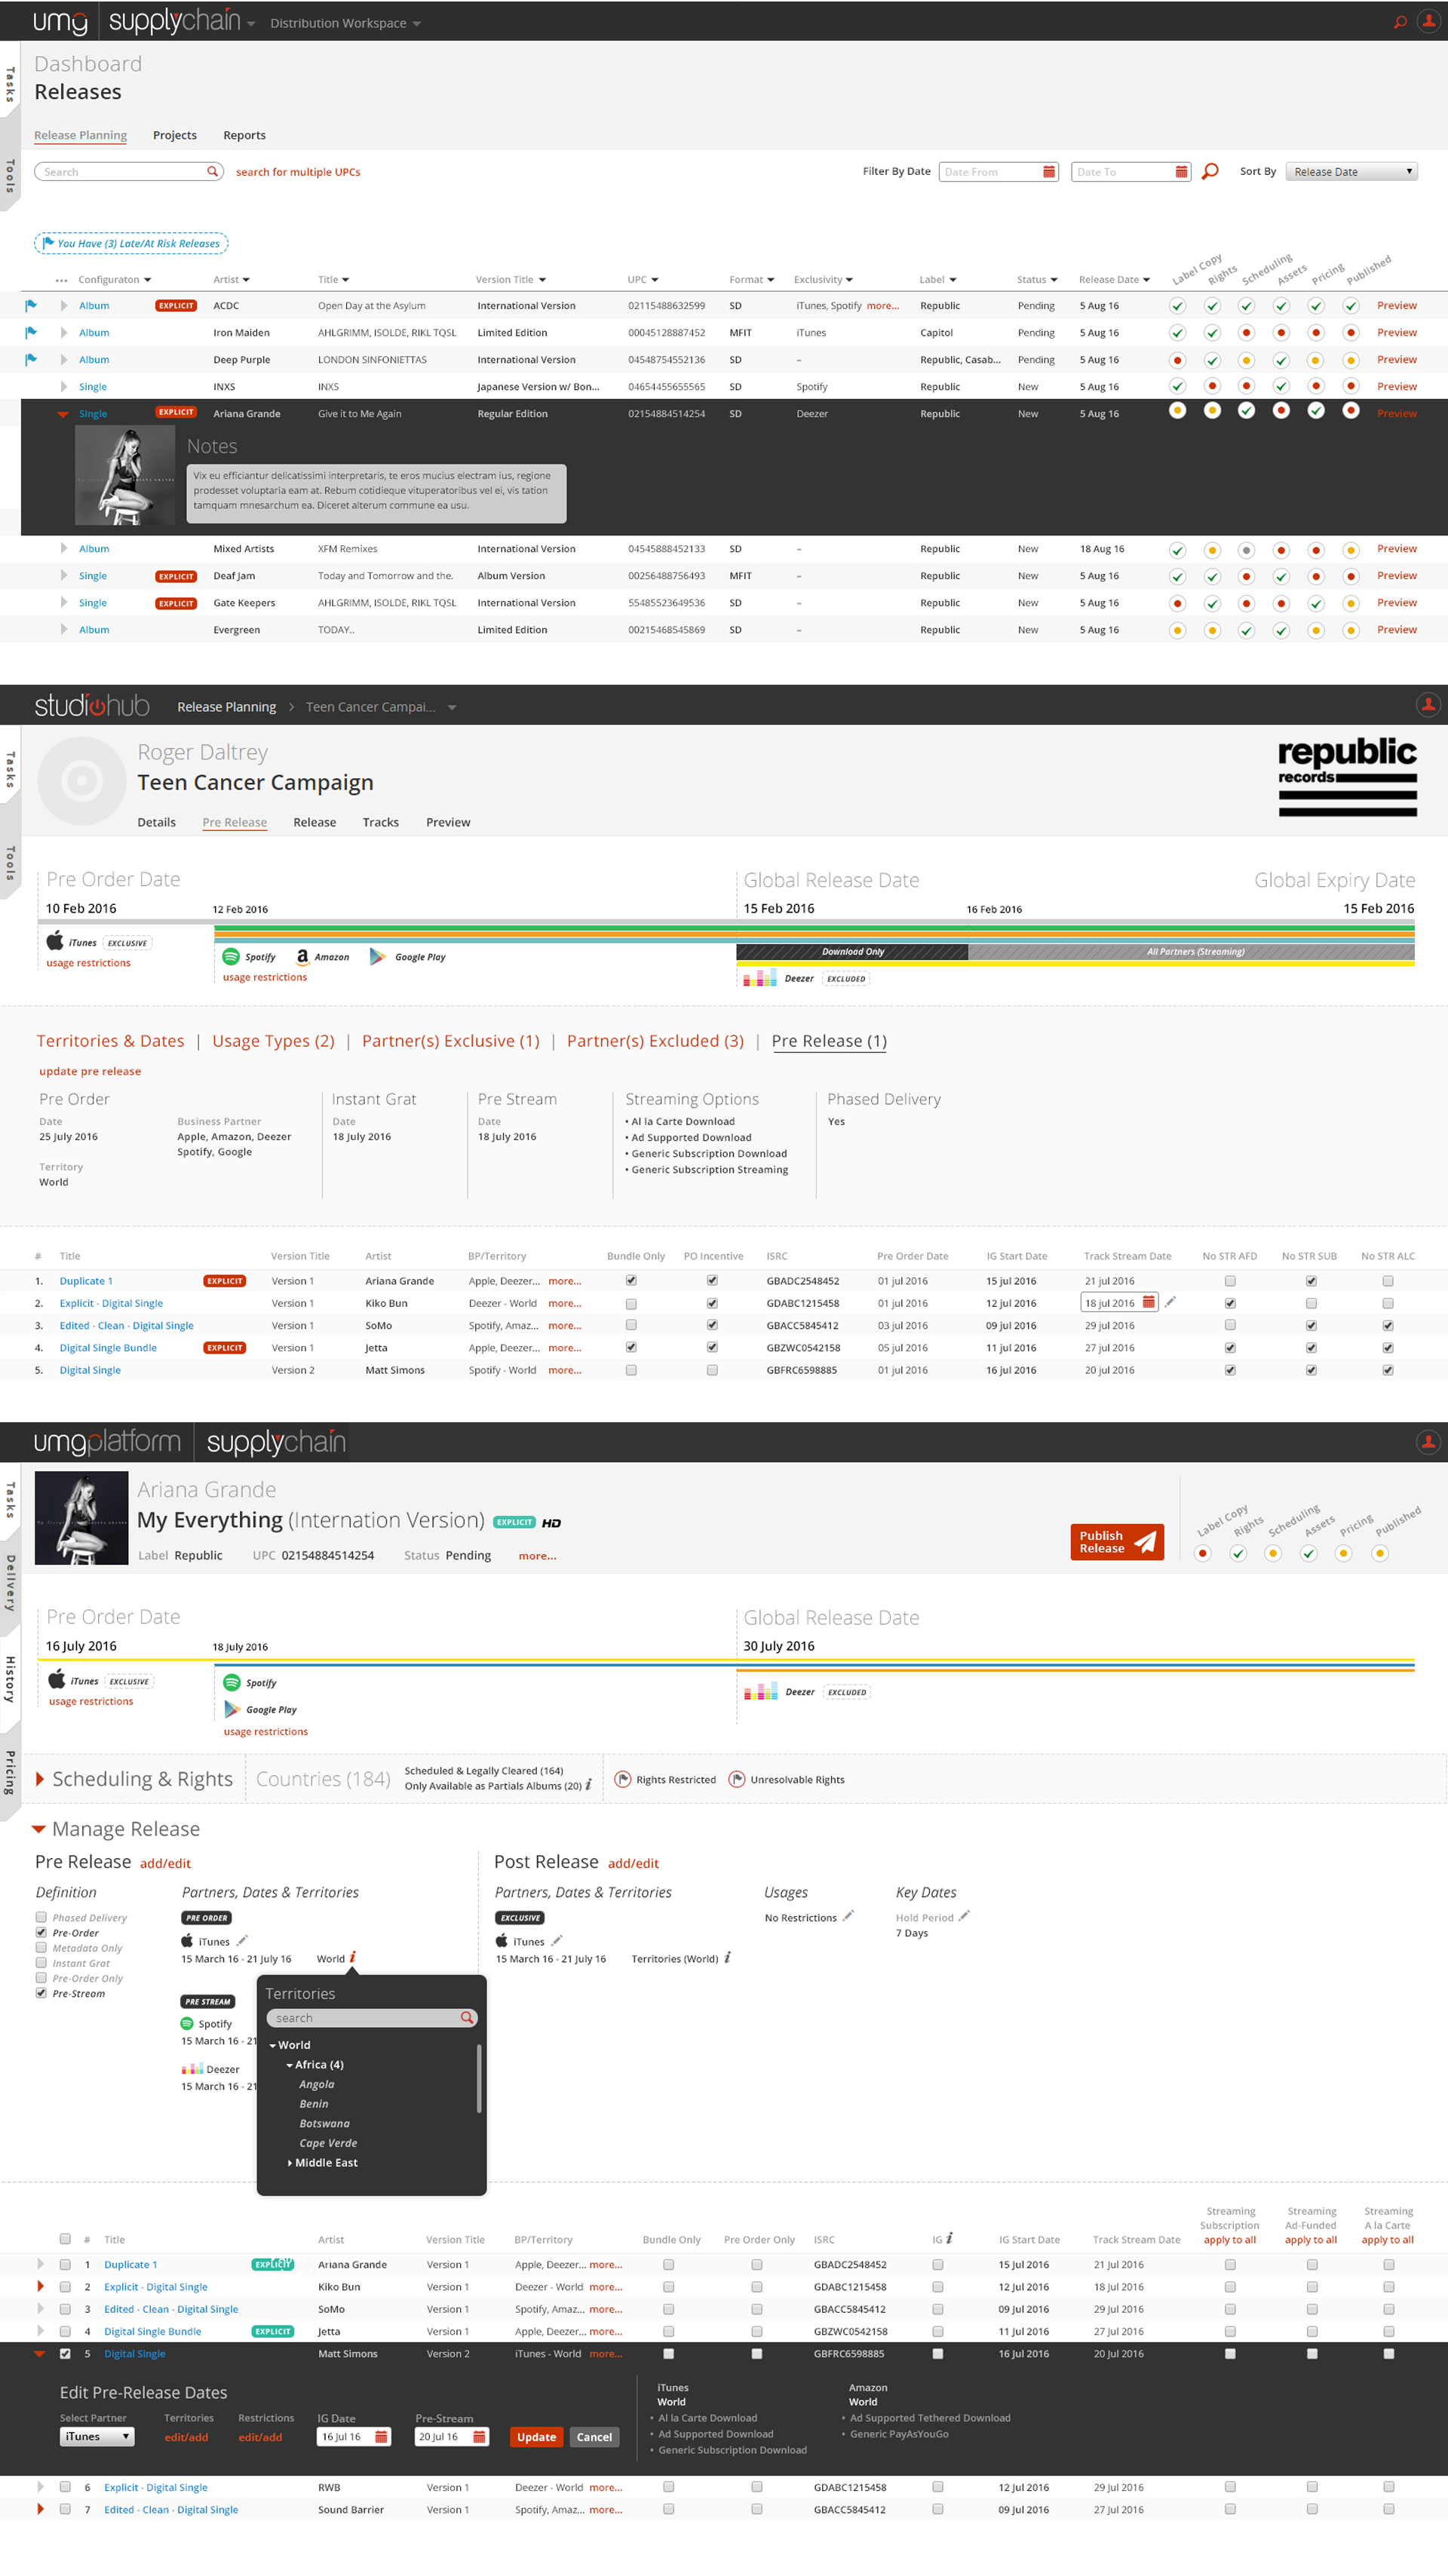 umg supplychain Distribution Workspace
Tasks
Tools
Dashboard
Releases
Release Planning Projects Reports
Search search for multiple UPCs Filter By Date Date From Date To Sort By Release Date
You Have (3) Late/At Risk Releases
... Configuraton Artist Title Version Title UPC Format Exclusivity Label Status Release Date Label Copy Rights Scheduling Assets Pricing Published
Album EXPLICIT ACDC Open Day at the Asylum International Version 02115488632599 SD iTunes, Spotify more... Republic Pending 5 Aug 16 Preview
Album Iron Maiden AHLGRIMM, ISOLDE, RIKL TQSL Limited Edition 00045128887452 MFIT iTunes Capitol Pending 5 Aug 16 Preview
Album Deep Purple LONDON SINFONIETTAS International Version 04548754552136 SD – Republic, Casab... Pending 5 Aug 16 Preview
Single INXS INXS Japanese Version w/ Bon... 04654455655565 SD Spotify Republic New 5 Aug 16 Preview
Single EXPLICIT Ariana Grande Give it to Me Again Regular Edition 02154884514254 SD Deezer Republic New 5 Aug 16 Preview
Notes
Vix eu efficiantur delicatissimi interpretaris, te eros mucius electram ius, regione
prodesset voluptaria eam at. Rebum cotidieque vituperatoribus vel ei, vis tation
tamquam mnesarchum ea. Diceret alterum commune ea usu.
Album Mixed Artists XFM Remixes International Version 04545888452133 SD – Republic New 18 Aug 16 Preview
Single EXPLICIT Deaf Jam Today and Tomorrow and the. Album Version 00256488756493 MFIT – Republic New 5 Aug 16 Preview
Single EXPLICIT Gate Keepers AHLGRIMM, ISOLDE, RIKL TQSL International Version 55485523649536 SD – Republic New 5 Aug 16 Preview
Album Evergreen TODAY.. Limited Edition 00215468545869 SD – Republic New 5 Aug 16 Preview
studiohub Release Planning > Teen Cancer Campai...
Tasks
Tools
Roger Daltrey
Teen Cancer Campaign
republic
records
Details Pre Release Release Tracks Preview
Pre Order Date Global Release Date Global Expiry Date
10 Feb 2016 12 Feb 2016 15 Feb 2016 16 Feb 2016 15 Feb 2016
iTunes EXCLUSIVE Spotify Amazon Google Play Download Only All Partners (Streaming)
usage restrictions usage restrictions Deezer EXCLUDED
Territories & Dates | Usage Types (2) | Partner(s) Exclusive (1) | Partner(s) Excluded (3) | Pre Release (1)
update pre release
Pre Order Instant Grat Pre Stream Streaming Options Phased Delivery
Date Business Partner Date Date • Al la Carte Download Yes
25 July 2016 Apple, Amazon, Deezer 18 July 2016 18 July 2016 • Ad Supported Download
Spotify, Google • Generic Subscription Download
Territory • Generic Subscription Streaming
World
# Title Version Title Artist BP/Territory Bundle Only PO Incentive ISRC Pre Order Date IG Start Date Track Stream Date No STR AFD No STR SUB No STR ALC
1. Duplicate 1 EXPLICIT Version 1 Ariana Grande Apple, Deezer... more... GBADC2548452 01 jul 2016 15 jul 2016 21 jul 2016
2. Explicit - Digital Single Version 1 Kiko Bun Deezer - World more... GDABC1215458 01 jul 2016 12 jul 2016 18 jul 2016
3. Edited - Clean - Digital Single Version 1 SoMo Spotify, Amaz... more... GBACC5845412 03 jul 2016 09 jul 2016 29 jul 2016
4. Digital Single Bundle EXPLICIT Version 1 Jetta Apple, Deezer... more... GBZWC0542158 05 jul 2016 11 jul 2016 27 jul 2016
5. Digital Single Version 2 Matt Simons Spotify - World more... GBFRC6598885 01 jul 2016 16 jul 2016 20 jul 2016
umgplatform supplychain
Tasks
Delivery
History
Pricing
Ariana Grande
My Everything (Internation Version) EXPLICIT HD
Label Republic UPC 02154884514254 Status Pending more...
Publish
Release
Label Copy Rights Scheduling Assets Pricing Published
Pre Order Date Global Release Date
16 July 2016 18 July 2016 30 July 2016
iTunes EXCLUSIVE Spotify Deezer EXCLUDED
usage restrictions Google Play
usage restrictions
Scheduling & Rights Countries (184) Scheduled & Legally Cleared (164) Rights Restricted Unresolvable Rights
Only Available as Partials Albums (20) i
Manage Release
Pre Release add/edit Post Release add/edit
Definition Partners, Dates & Territories Partners, Dates & Territories Usages Key Dates
Phased Delivery PRE ORDER EXCLUSIVE No Restrictions Hold Period
Pre-Order iTunes iTunes 7 Days
Metadata Only 15 March 16 - 21 July 16 World i 15 March 16 - 21 July 16 Territories (World) i
Instant Grat
Pre-Order Only
Pre-Stream
PRE STREAM
Spotify
15 March 16 - 21
Deezer
15 March 16 - 21
Territories
search
World
Africa (4)
Angola
Benin
Botswana
Cape Verde
Middle East
Streaming Streaming Streaming
Subscription Ad-Funded A la Carte
# Title Artist Version Title BP/Territory Bundle Only Pre Order Only ISRC IG i IG Start Date Track Stream Date apply to all apply to all apply to all
1 Duplicate 1 EXPLICIT Ariana Grande Version 1 Apple, Deezer... more... GBADC2548452 15 Jul 2016 21 Jul 2016
2 Explicit - Digital Single Kiko Bun Version 1 Deezer - World more... GDABC1215458 12 Jul 2016 18 Jul 2016
3 Edited - Clean - Digital Single SoMo Version 1 Spotify, Amaz... more... GBACC5845412 09 Jul 2016 29 Jul 2016
4 Digital Single Bundle EXPLICIT Jetta Version 1 Apple, Deezer... more... GBZWC0542158 11 Jul 2016 27 Jul 2016
5 Digital Single Matt Simons Version 2 iTunes - World more... GBFRC6598885 16 Jul 2016 20 Jul 2016
Edit Pre-Release Dates
Select Partner Territories Restrictions IG Date Pre-Stream
iTunes edit/add edit/add 16 Jul 16 20 Jul 16 Update Cancel
iTunes Amazon
World World
• Al la Carte Download • Ad Supported Tethered Download
• Ad Supported Download • Generic PayAsYouGo
• Generic Subscription Download
6 Explicit - Digital Single RWB Version 1 Deezer - World more... GDABC1215458 12 Jul 2016 29 Jul 2016
7 Edited - Clean - Digital Single Sound Barrier Version 1 Spotify, Amaz... more... GBACC5845412 09 Jul 2016 27 Jul 2016